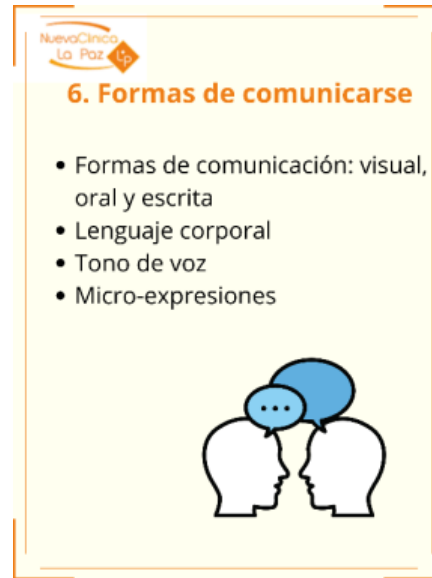 NuevaClinica
La Paz
LP
6. Formas de comunicarse
• Formas de comunicación: visual,
oral y escrita
• Lenguaje corporal
• Tono de voz
• Micro-expresiones